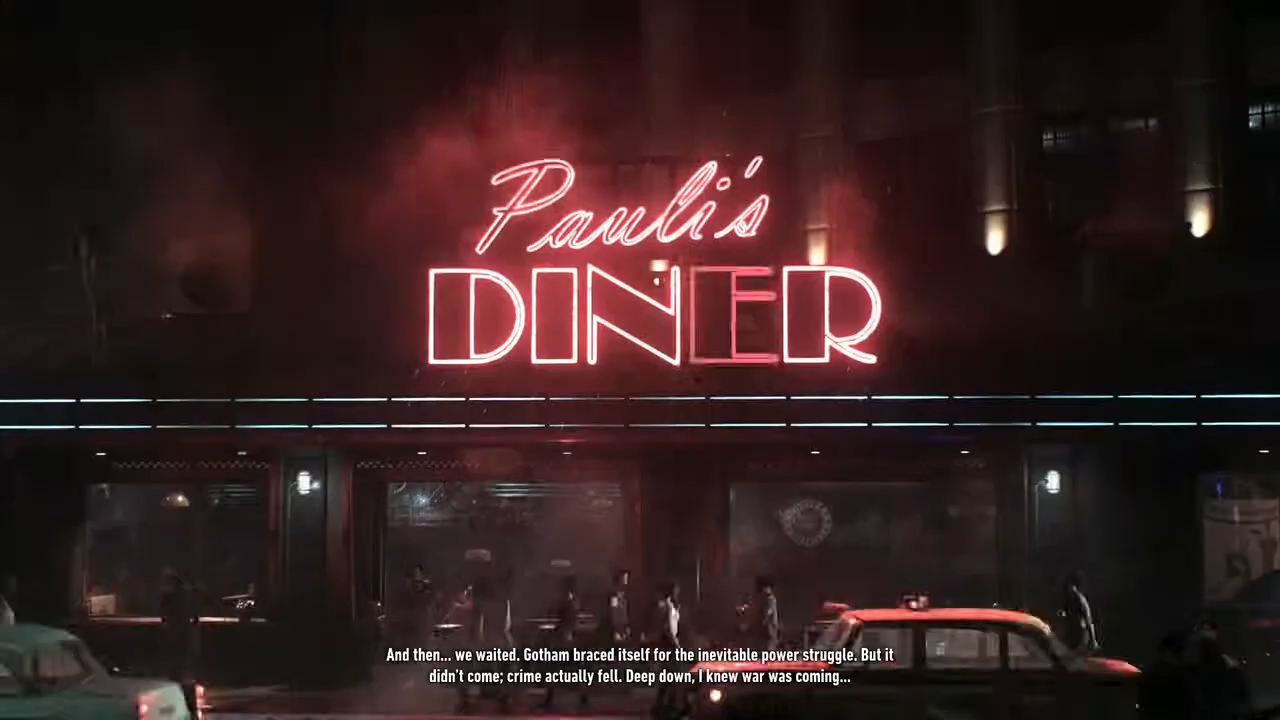 Pauli's
DINER
And then... we waited. Gotham braced itself for the inevitable power struggle. But it
didn't come; crime actually fell. Deep down, I knew war was coming...